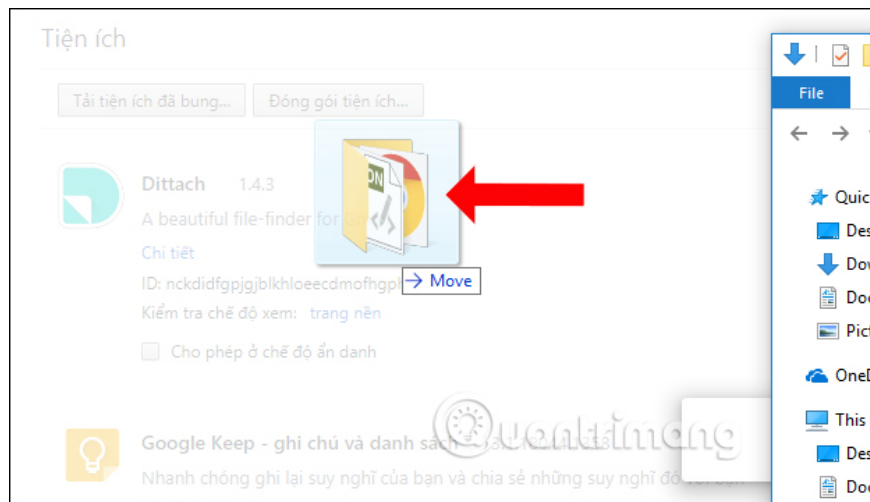 Tiện ích
Tải tiện ích đã bung...
Đóng gói tiện ích...
Dittach 1.4.3
A beautiful file-finder for
Chi tiết
Kiểm tra chế độ xem: trang nền
Cho phép ở chế độ ẩn danh
Google Keep - ghi chú và danh sách
Nhanh chóng ghi lại suy nghĩ của bạn và chia sẻ những suy nghĩ đó với bạn
Move
File
Quic
Des
Dow
Doc
Pict
OneD
This
Des
Doc
Quantrimang